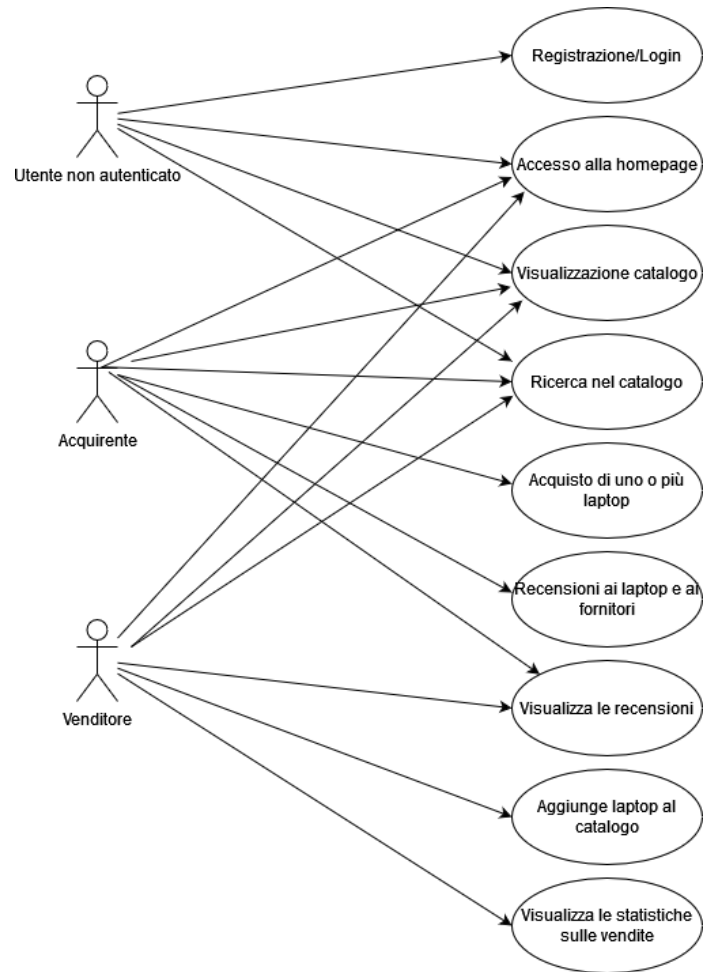 Registrazione/Login
Utente non autenticato
Accesso alla homepage
Visualizzazione catalogo
Acquirente
Ricerca nel catalogo
Acquisto di uno o più
laptop
Recensioni ai laptop e ai
fornitori
Venditore
Visualizza le recensioni
Aggiunge laptop al
catalogo
Visualizza le statistiche
sulle vendite